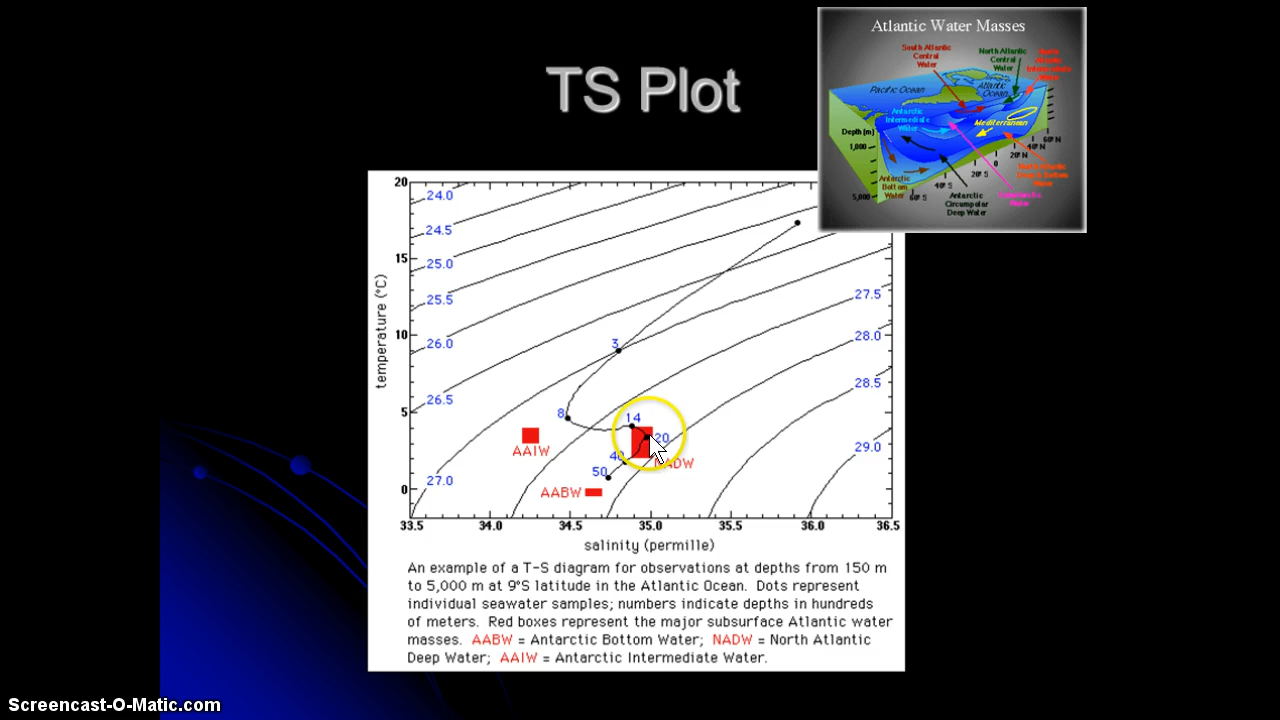 TS Plot
Atlantic Water Masses
South Atlantic
Central
Water
North Atlantic
Central
Water
Pacific Ocean
Atlantic
Ocean
Antarctic
Intermediate
Water
Mediterranean
Depth (m)
1,000
5,000
Antarctic
Bottom
Water
Antarctic
Circumpolar
Deep Water
60° S
40° S
20° S
0
20° N
40° N
60° N
20
15
10
5
0
temperature (°C)
24.0
24.5
25.0
25.5
26.0
26.5
27.0
27.5
28.0
28.5
29.0
3
8
14
20
40
50
AAIW
NADW
AABW
33.5 34.0 34.5 35.0 35.5 36.0 36.5
salinity (permille)
An example of a T-S diagram for observations at depths from 150 m
to 5,000 m at 9°S latitude in the Atlantic Ocean. Dots represent
individual seawater samples; numbers indicate depths in hundreds
of meters. Red boxes represent the major subsurface Atlantic water
masses. AABW = Antarctic Bottom Water; NADW = North Atlantic
Deep Water; AAIW = Antarctic Intermediate Water.
Screencast-O-Matic.com